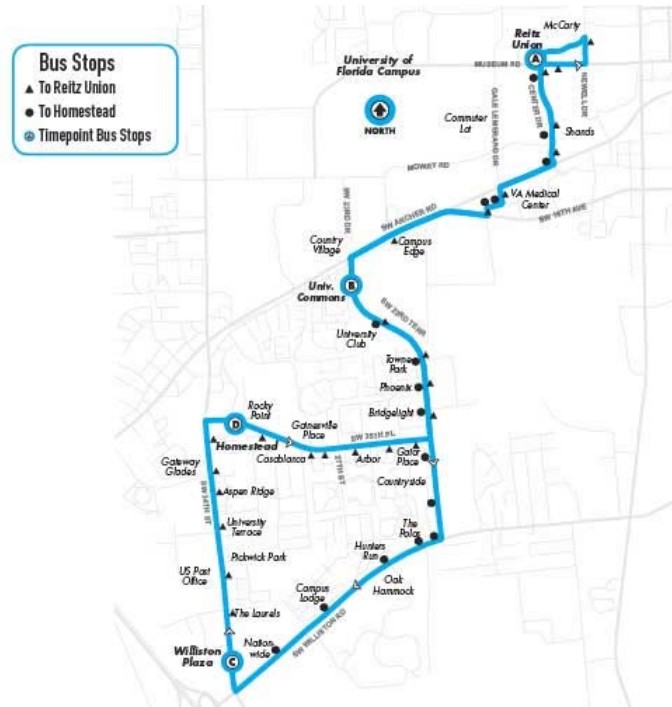 Bus Stops
To Reitz Union
To Homestead
Timepoint Bus Stops
University of
Florida Campus
NORTH
McCarty
Reitz
Union
A
MUSEUM RD
NEWELL DR
CENTER DR
GALE LEMERAND DR
Commuter
Lot
Shands
MOWRY RD
VA Medical
Center
SW 16TH AVE
SW ARCHER RD
SW 23RD DR
Country
Village
Campus
Edge
B
Univ.
Commons
SW 23RD TERR
University
Club
Towne
Park
Phoenix
Bridgelight
Rocky
Point
D
Homestead
Gainesville
Place
SW 35TH PL
Casablanca
27TH ST
Arbor
Gator
Place
Gateway
Glades
SW 34TH ST
Aspen Ridge
Countryside
University
Terrace
The
Polos
Hunters
Run
Pickwick Park
US Post
Office
Oak
Hammock
Campus
Lodge
The Laurels
SW WILLISTON RD
Williston
Plaza
C
Nation
wide